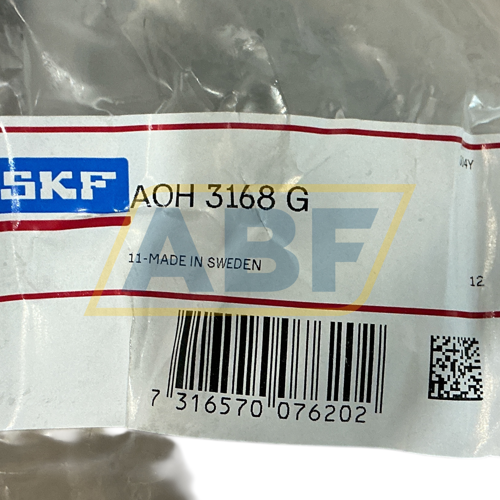 SKF
AOH 3168 G
ABF
11-MADE IN SWEDEN
12
7 316570 076202